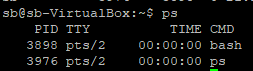 sb@sb-VirtualBox:~$ ps
PID TTY TIME CMD
3898 pts/2 00:00:00 bash
3976 pts/2 00:00:00 ps